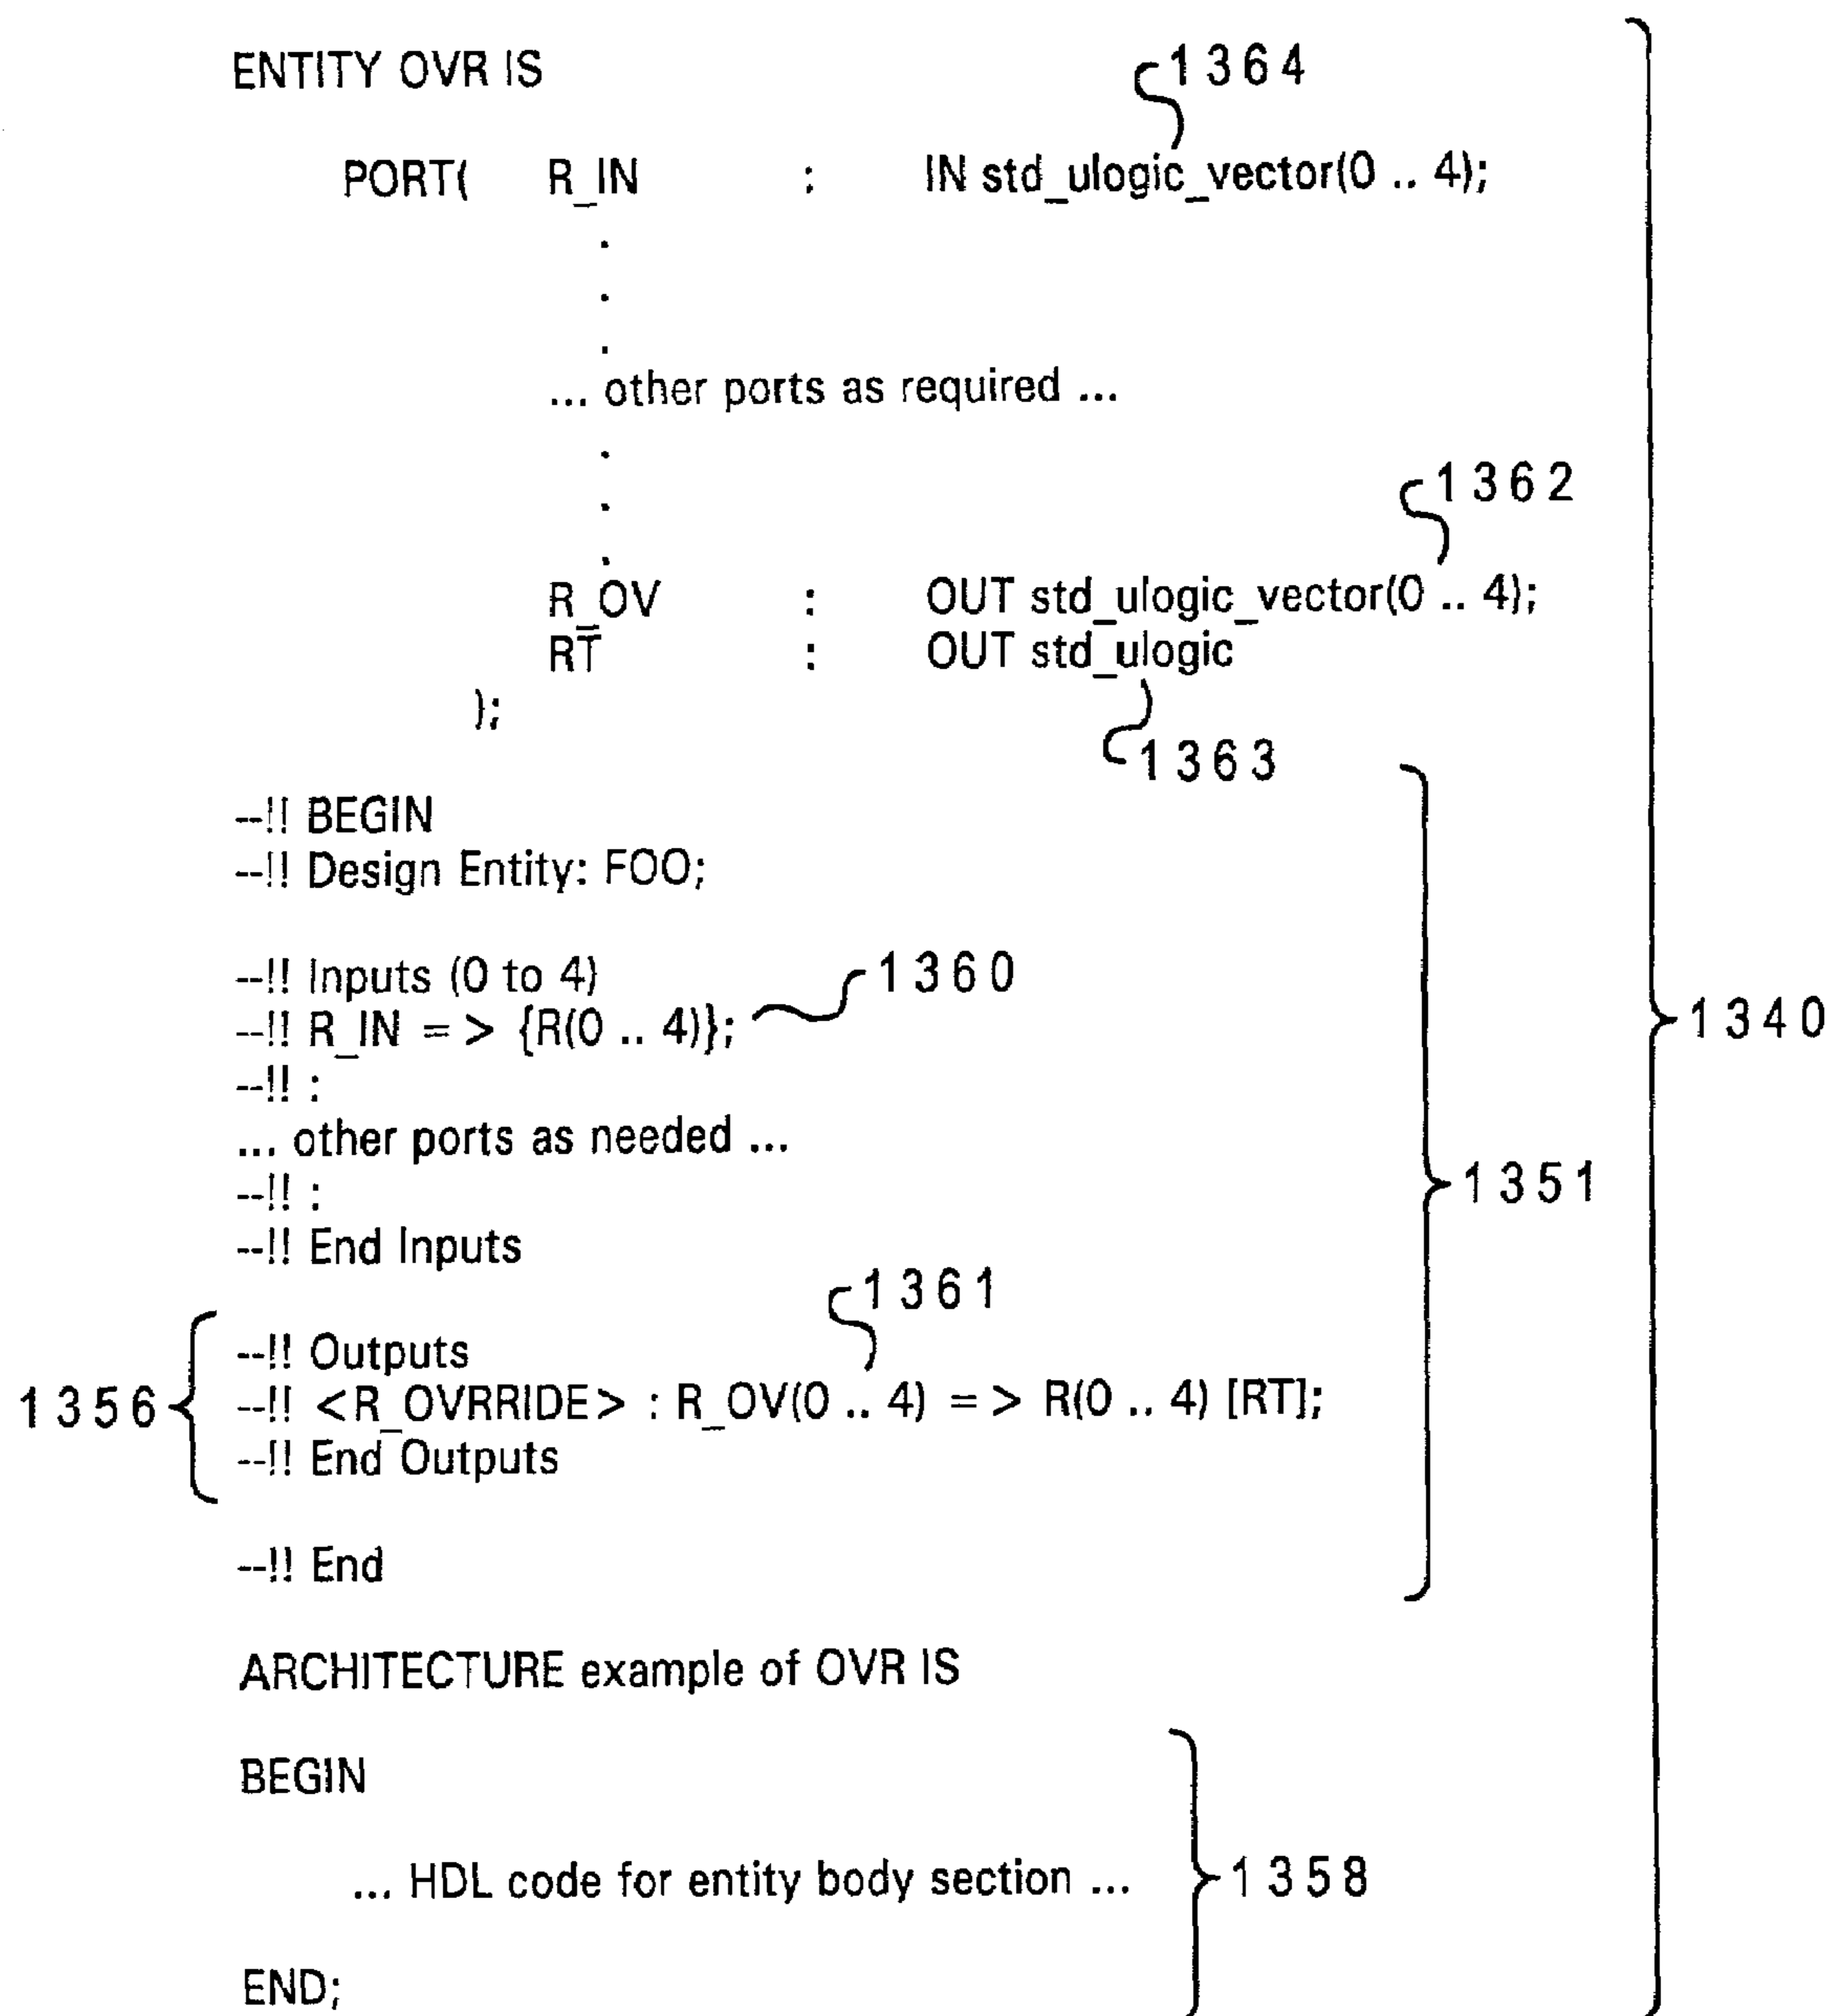 ENTITY OVR IS
1364
PORT( R_IN : IN std_ulogic_vector(0 .. 4);
.
.
.
... other ports as required ...
.
.
.
1362
R_OV : OUT std_ulogic_vector(0 .. 4);
RT : OUT std_ulogic
);
1363
--!! BEGIN
--!! Design Entity: FOO;
--!! Inputs (0 to 4)
1360
--!! R_IN = > {R(0 .. 4)};
1340
--!! :
... other ports as needed ...
--!! :
1351
--!! End Inputs
1361
--!! Outputs
1356
--!! <R_OVRRIDE> : R_OV(0 .. 4) = > R(0 .. 4) [RT];
--!! End Outputs
--!! End
ARCHITECTURE example of OVR IS
BEGIN
... HDL code for entity body section ...
1358
END;